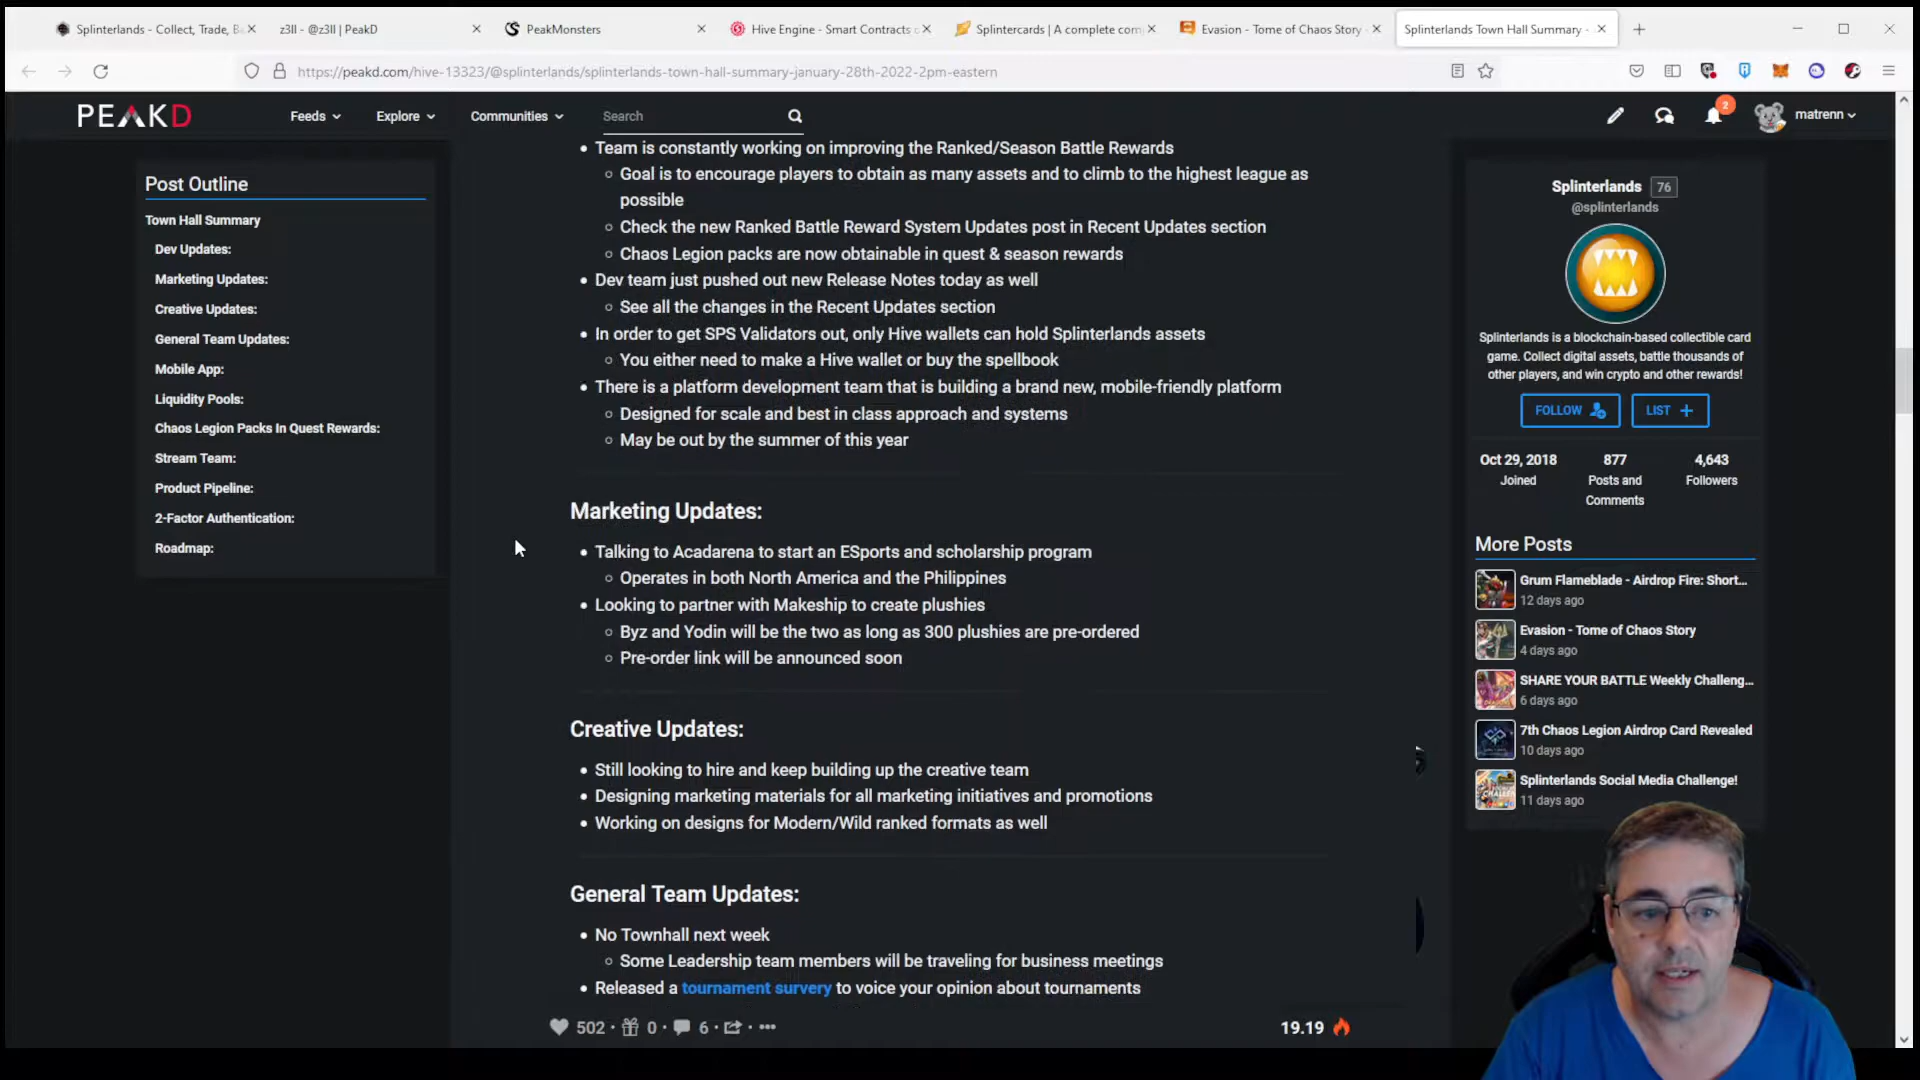 Splinterlands - Collect, Trade, B
z3ll - @z3ll | PeakD
PeakMonsters
Hive Engine - Smart Contracts
Splintercards | A complete com
Evasion - Tome of Chaos Story
Splinterlands Town Hall Summary -
https://peakd.com/hive-13323/@splinterlands/splinterlands-town-hall-summary-january-28th-2022-2pm-eastern
PEAKD
Feeds
Explore
Communities
Search
2
matrenn
Post Outline
Town Hall Summary
Dev Updates:
Marketing Updates:
Creative Updates:
General Team Updates:
Mobile App:
Liquidity Pools:
Chaos Legion Packs In Quest Rewards:
Stream Team:
Product Pipeline:
2-Factor Authentication:
Roadmap:
Team is constantly working on improving the Ranked/Season Battle Rewards
Goal is to encourage players to obtain as many assets and to climb to the highest league as
possible
Check the new Ranked Battle Reward System Updates post in Recent Updates section
Chaos Legion packs are now obtainable in quest & season rewards
Dev team just pushed out new Release Notes today as well
See all the changes in the Recent Updates section
In order to get SPS Validators out, only Hive wallets can hold Splinterlands assets
You either need to make a Hive wallet or buy the spellbook
There is a platform development team that is building a brand new, mobile-friendly platform
Designed for scale and best in class approach and systems
May be out by the summer of this year
Marketing Updates:
Talking to Acadarena to start an ESports and scholarship program
Operates in both North America and the Philippines
Looking to partner with Makeship to create plushies
Byz and Yodin will be the two as long as 300 plushies are pre-ordered
Pre-order link will be announced soon
Creative Updates:
Still looking to hire and keep building up the creative team
Designing marketing materials for all marketing initiatives and promotions
Working on designs for Modern/Wild ranked formats as well
General Team Updates:
No Townhall next week
Some Leadership team members will be traveling for business meetings
Released a tournament survery to voice your opinion about tournaments
502 · 0 · 6 · · •••
19.19
Splinterlands 76
@splinterlands
Splinterlands is a blockchain-based collectible card
game. Collect digital assets, battle thousands of
other players, and win crypto and other rewards!
FOLLOW
LIST
Oct 29, 2018
Joined
877
Posts and
Comments
4,643
Followers
More Posts
Grum Flameblade - Airdrop Fire: Short...
12 days ago
Evasion - Tome of Chaos Story
4 days ago
SHARE YOUR BATTLE Weekly Challeng...
6 days ago
7th Chaos Legion Airdrop Card Revealed
10 days ago
Splinterlands Social Media Challenge!
11 days ago